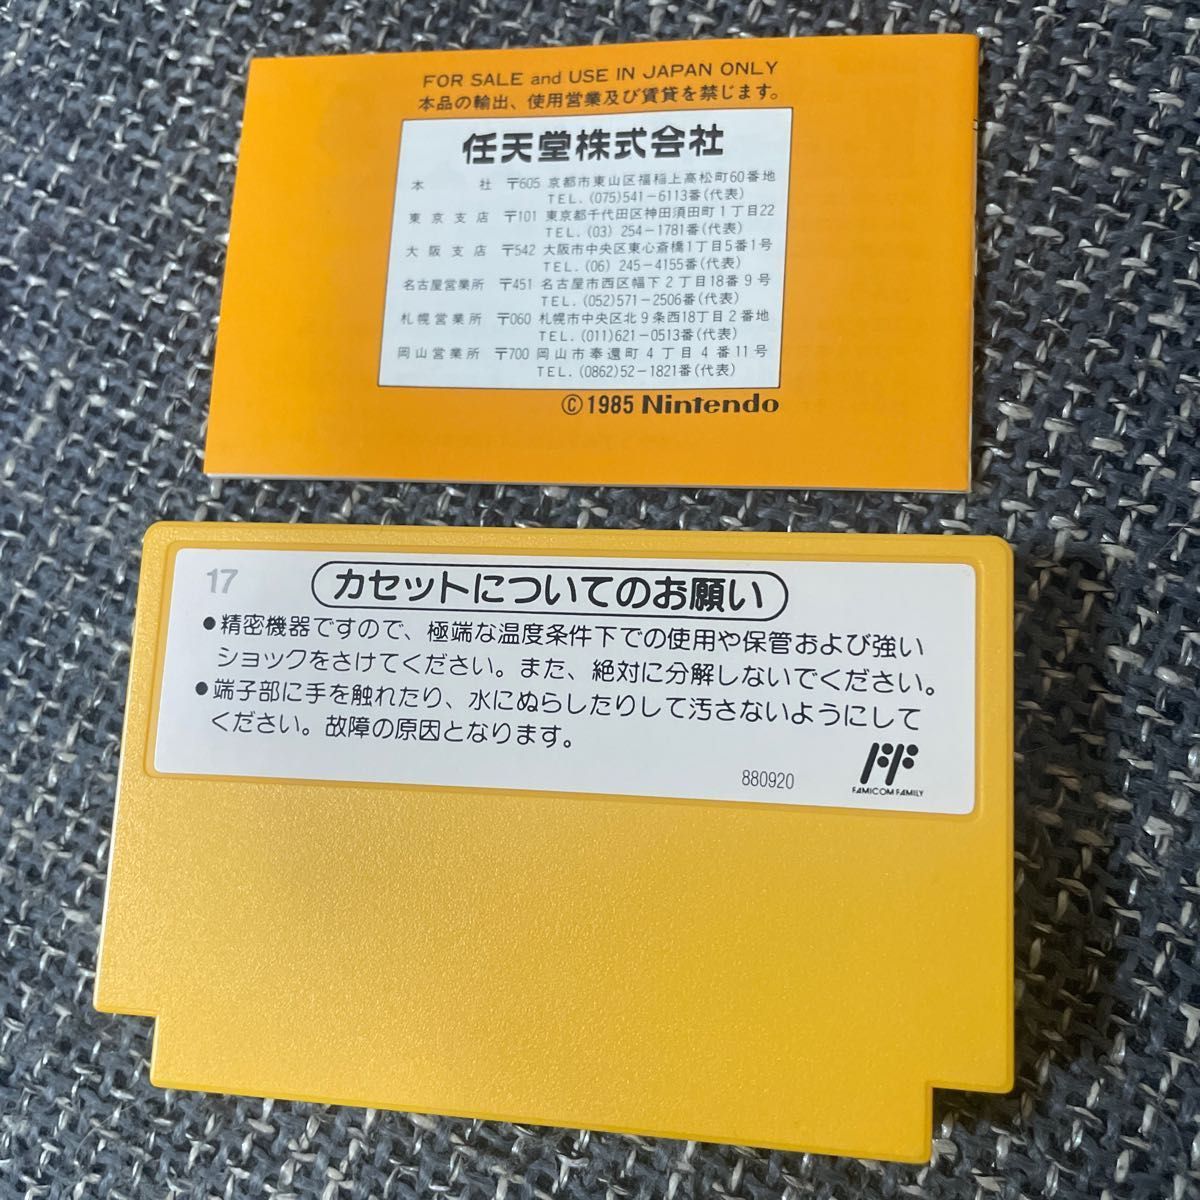 FOR SALE and USE IN JAPAN ONLY
本品の輸出、使用営業及び賃貸を禁じます。
任天堂株式会社
本社 〒605 京都市東山区福稲上高松町60番地
TEL.(075)541-6113番(代表)
東京支店 〒101 東京都千代田区神田須田町1丁目22
TEL.(03)254-1781番(代表)
大阪支店 〒542 大阪市中央区東心斎橋1丁目5番1号
TEL.(06)245-4155番(代表)
名古屋営業所 〒451 名古屋市西区幅下2丁目18番9号
TEL.(052)571-2506番(代表)
札幌営業所 〒060 札幌市中央区北9条西18丁目2番地
TEL.(011)621-0513番(代表)
岡山営業所 〒700 岡山市奉還町4丁目4番11号
TEL.(0862)52-1821番(代表)
©1985 Nintendo
17
カセットについてのお願い
●精密機器ですので、極端な温度条件下での使用や保管および強い
ショックをさけてください。また、絶対に分解しないでください。
●端子部に手を触れたり、水にぬらしたりして汚さないようにして
ください。故障の原因となります。
880920
FF
FAMICOM FAMILY